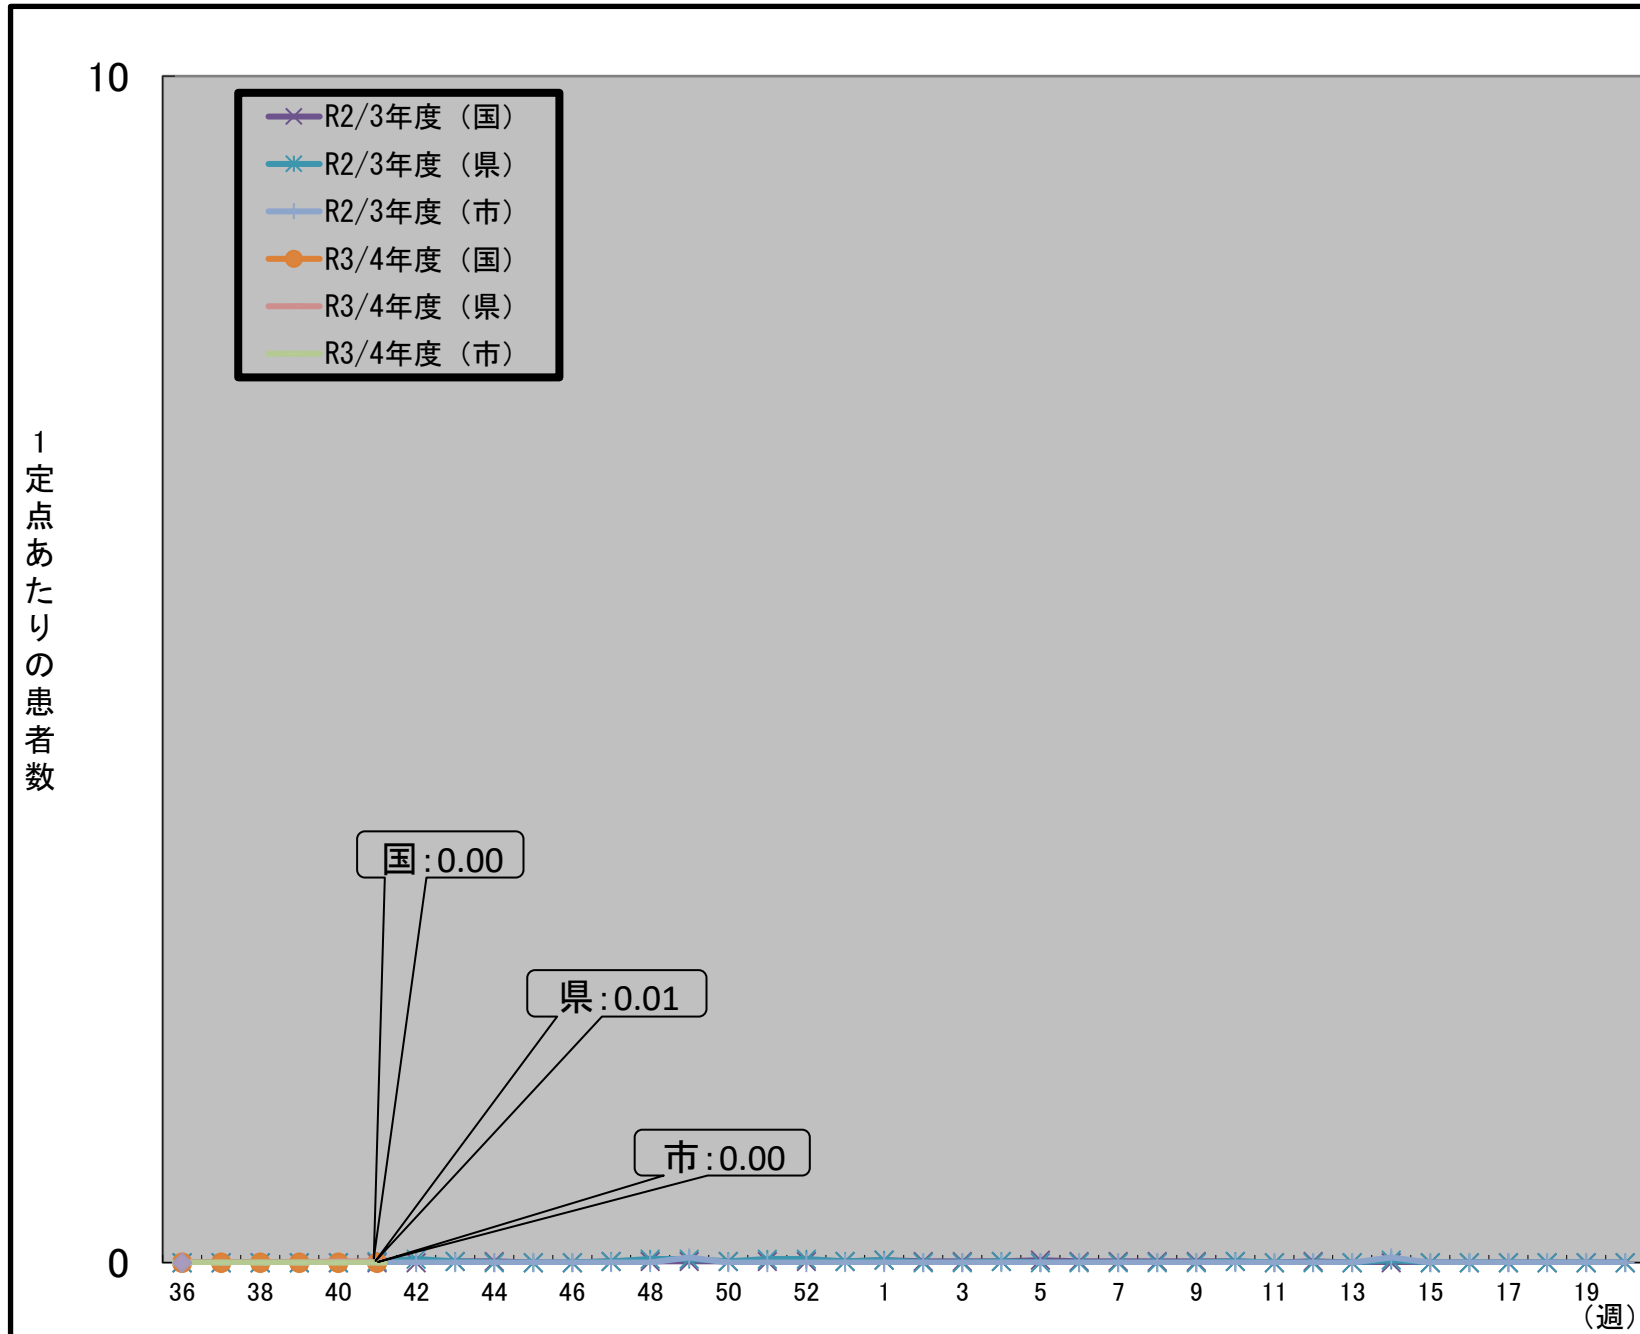 10
R2/3年度（国）
R2/3年度（県）
R2/3年度（市）
R3/4年度（国）
R3/4年度（県）
R3/4年度（市）
1定点あたりの患者数
国:0.00
県:0.01
市:0.00
0
36 38 40 42 44 46 48 50 52 1 3 5 7 9 11 13 15 17 19
（週）